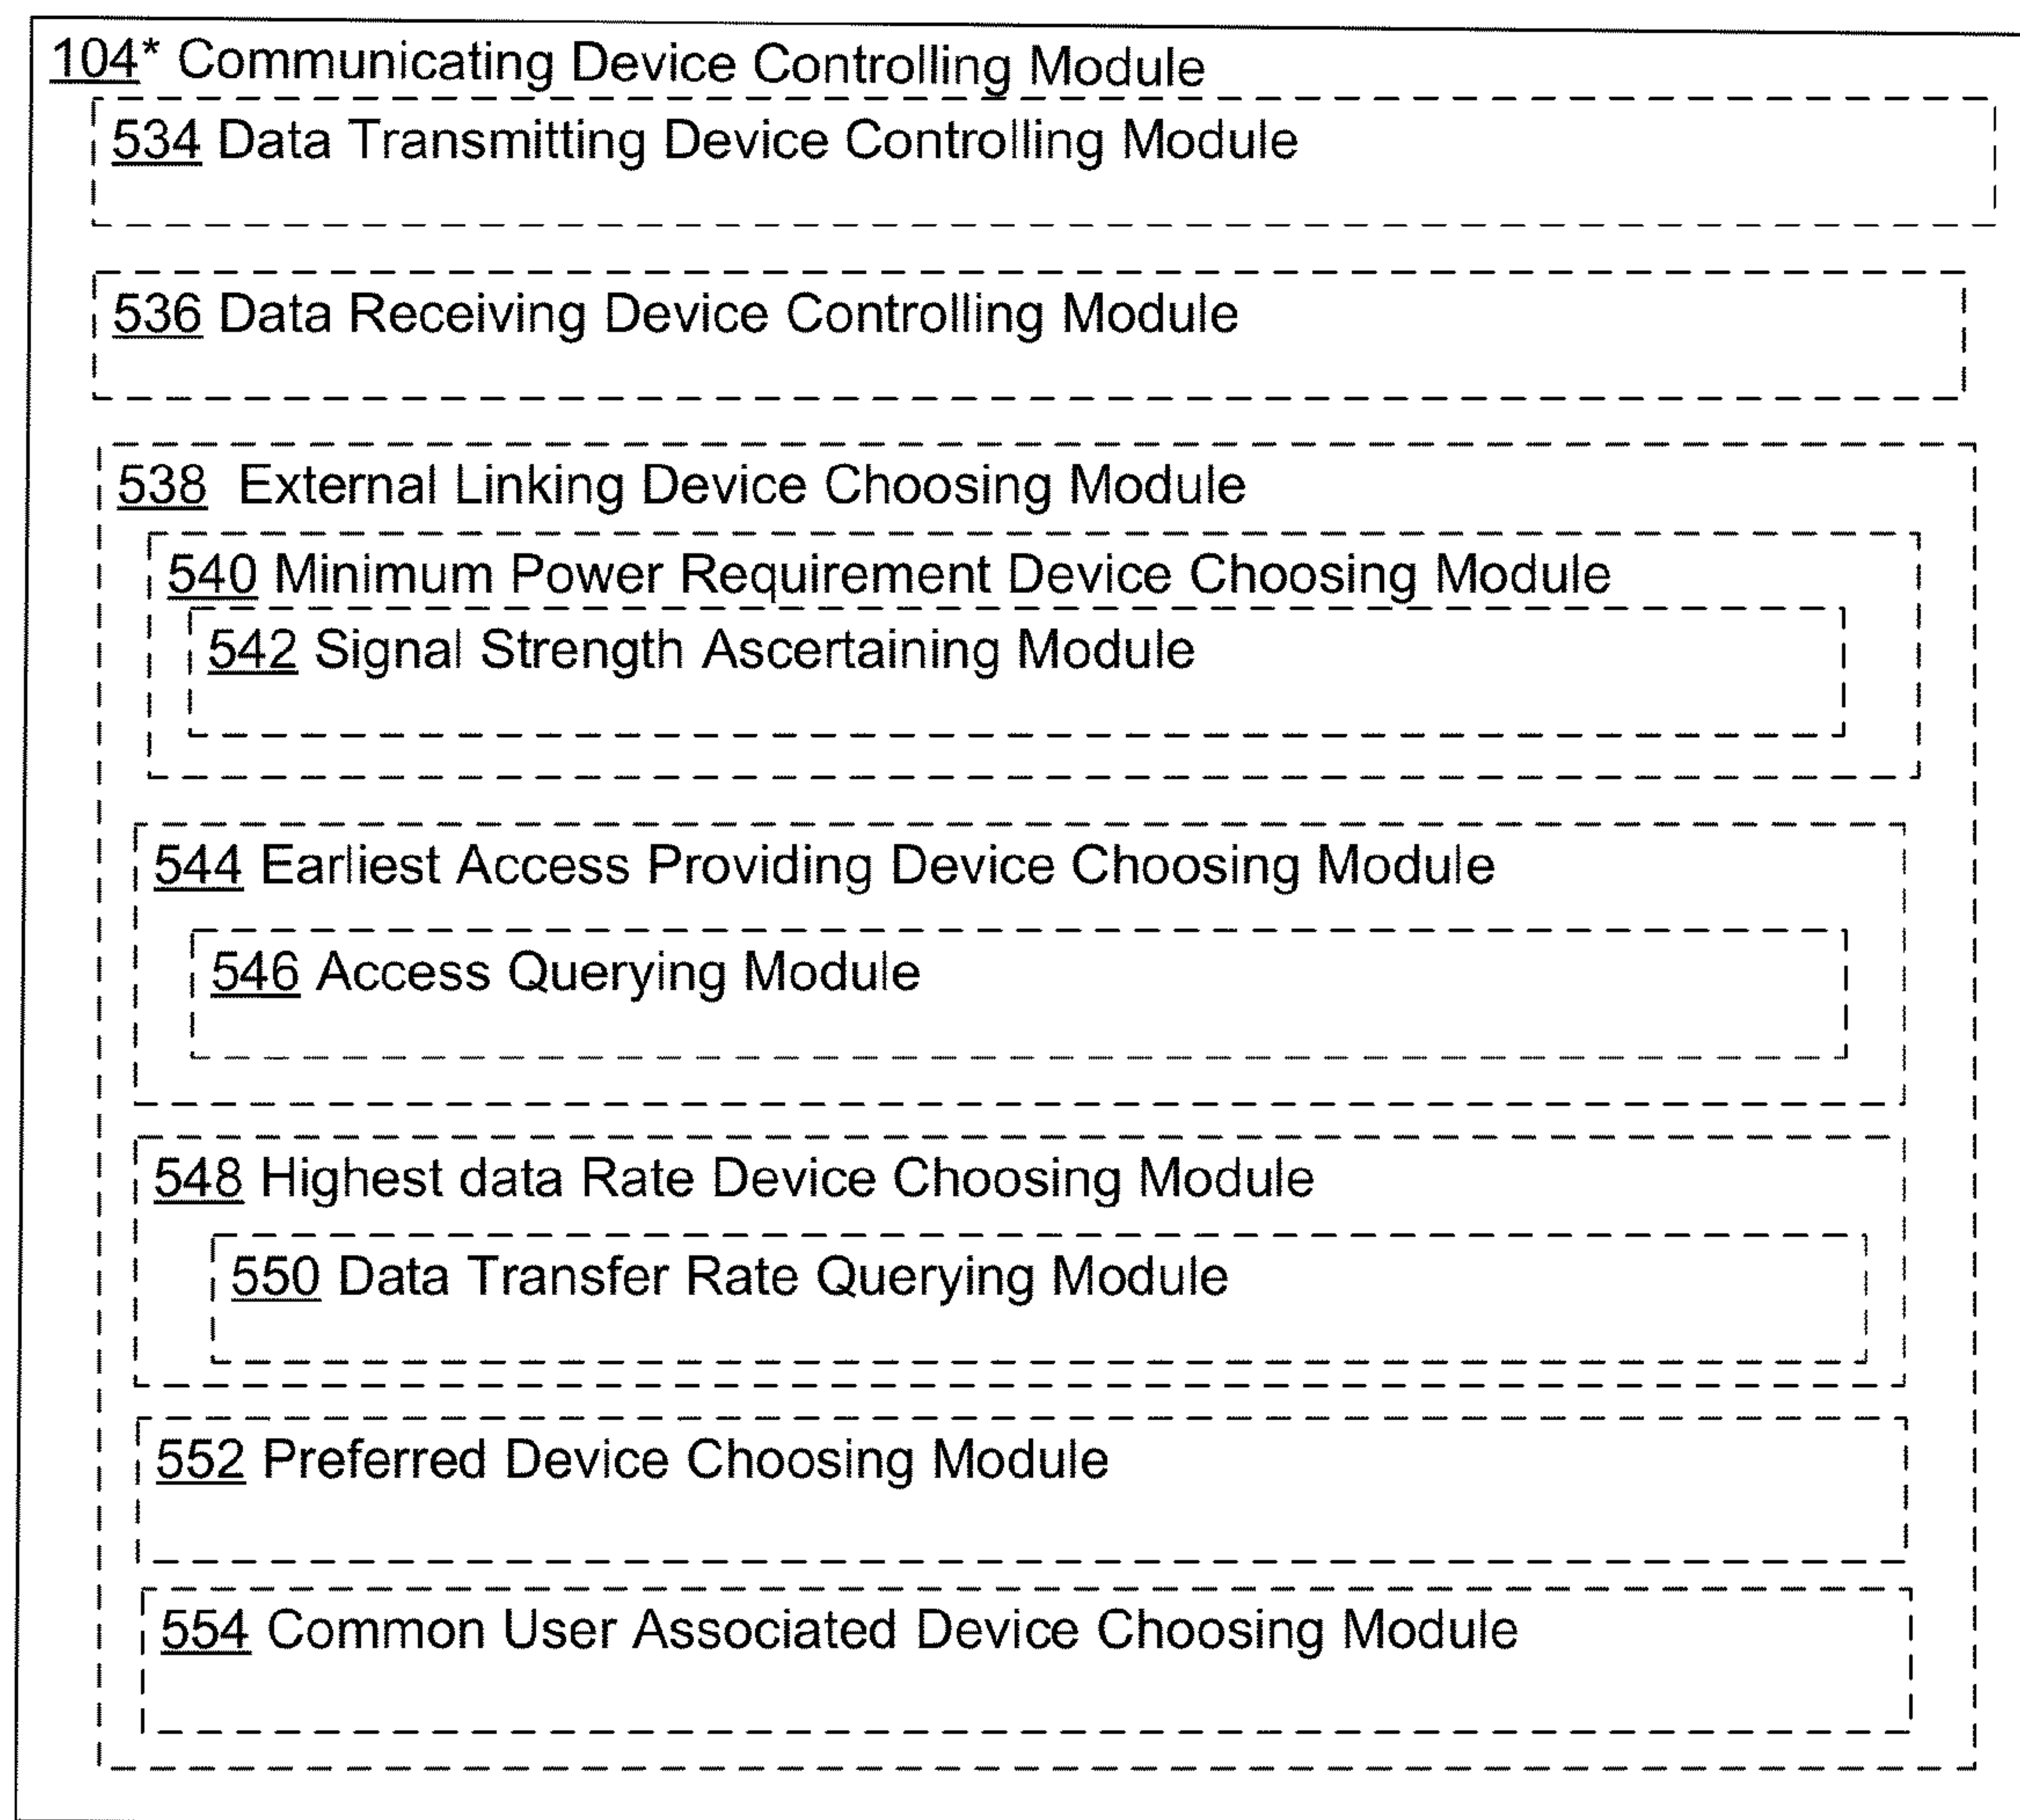 104* Communicating Device Controlling Module
534 Data Transmitting Device Controlling Module
536 Data Receiving Device Controlling Module
538 External Linking Device Choosing Module
540 Minimum Power Requirement Device Choosing Module
542 Signal Strength Ascertaining Module
544 Earliest Access Providing Device Choosing Module
546 Access Querying Module
548 Highest data Rate Device Choosing Module
550 Data Transfer Rate Querying Module
552 Preferred Device Choosing Module
554 Common User Associated Device Choosing Module